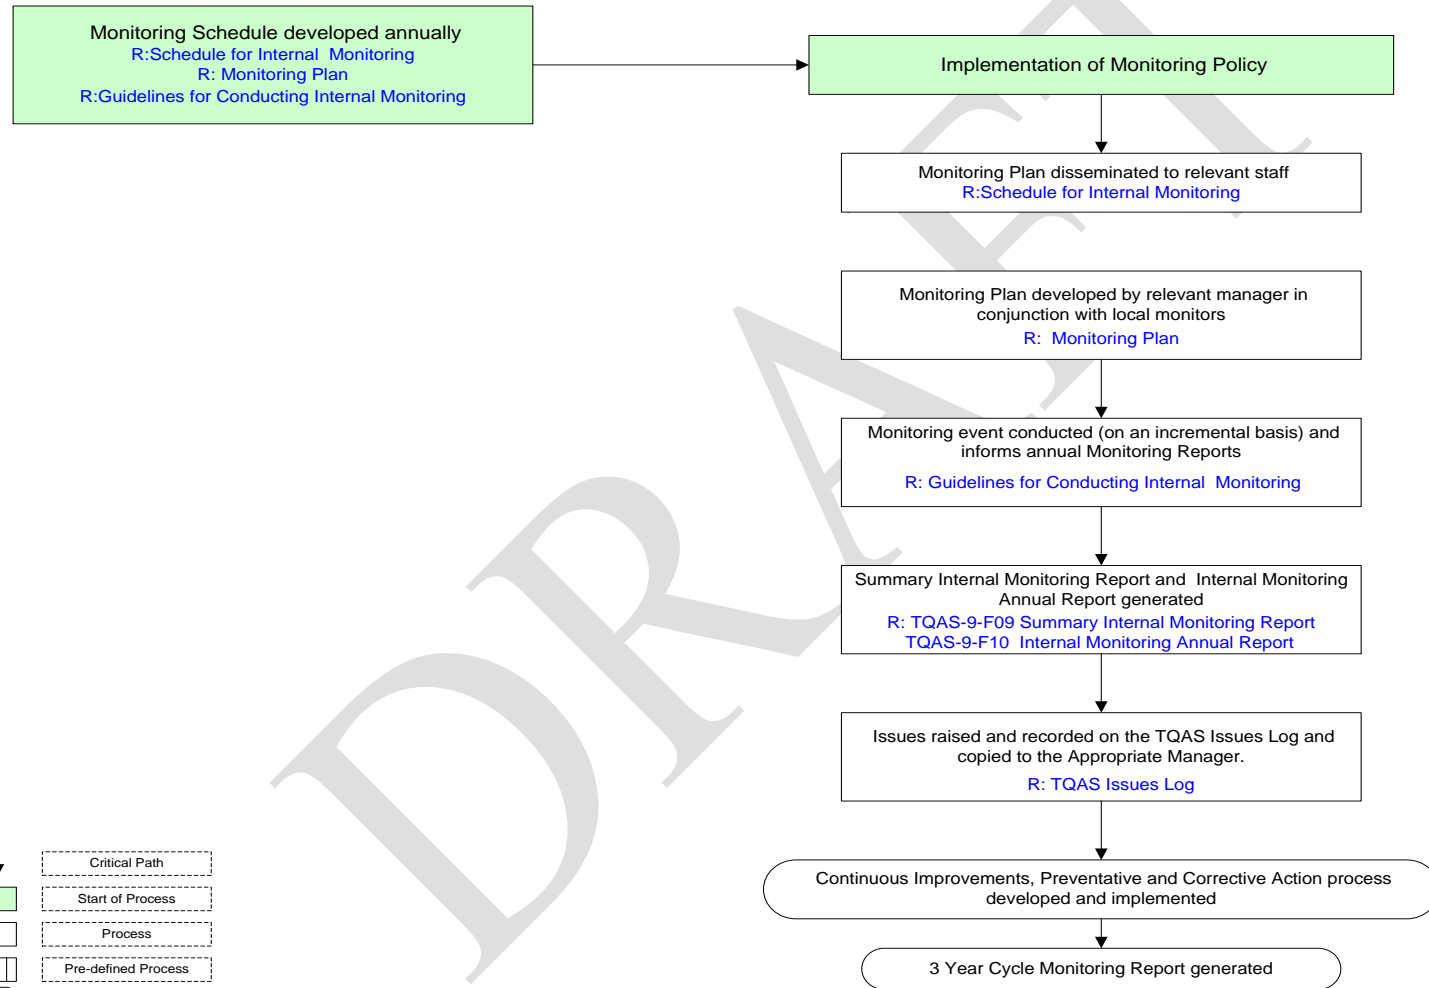 Monitoring Schedule developed annually
R:Schedule for Internal Monitoring
R: Monitoring Plan
R:Guidelines for Conducting Internal Monitoring
Implementation of Monitoring Policy
Monitoring Plan disseminated to relevant staff
R:Schedule for Internal Monitoring
Monitoring Plan developed by relevant manager in
conjunction with local monitors
R: Monitoring Plan
Monitoring event conducted (on an incremental basis) and
informs annual Monitoring Reports
R: Guidelines for Conducting Internal Monitoring
Summary Internal Monitoring Report and Internal Monitoring
Annual Report generated
R: TQAS-9-F09 Summary Internal Monitoring Report
TQAS-9-F10 Internal Monitoring Annual Report
Issues raised and recorded on the TQAS Issues Log and
copied to the Appropriate Manager.
R: TQAS Issues Log
Continuous Improvements, Preventative and Corrective Action process
developed and implemented
3 Year Cycle Monitoring Report generated
Critical Path
Start of Process
Process
Pre-defined Process
DRAFT